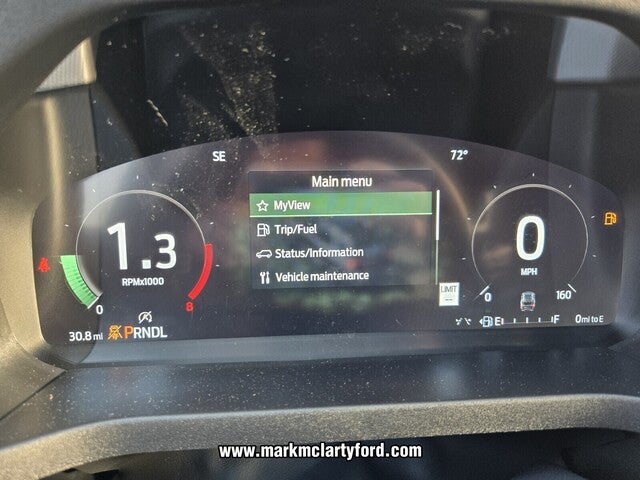 SE
72°
Main menu
MyView
Trip/Fuel
Status/Information
Vehicle maintenance
1.3
RPMx1000
0
8
0
MPH
0
160
LIMIT
30.8 mi
PRNDL
E
F
0 mi to E
www.markmclartyford.com